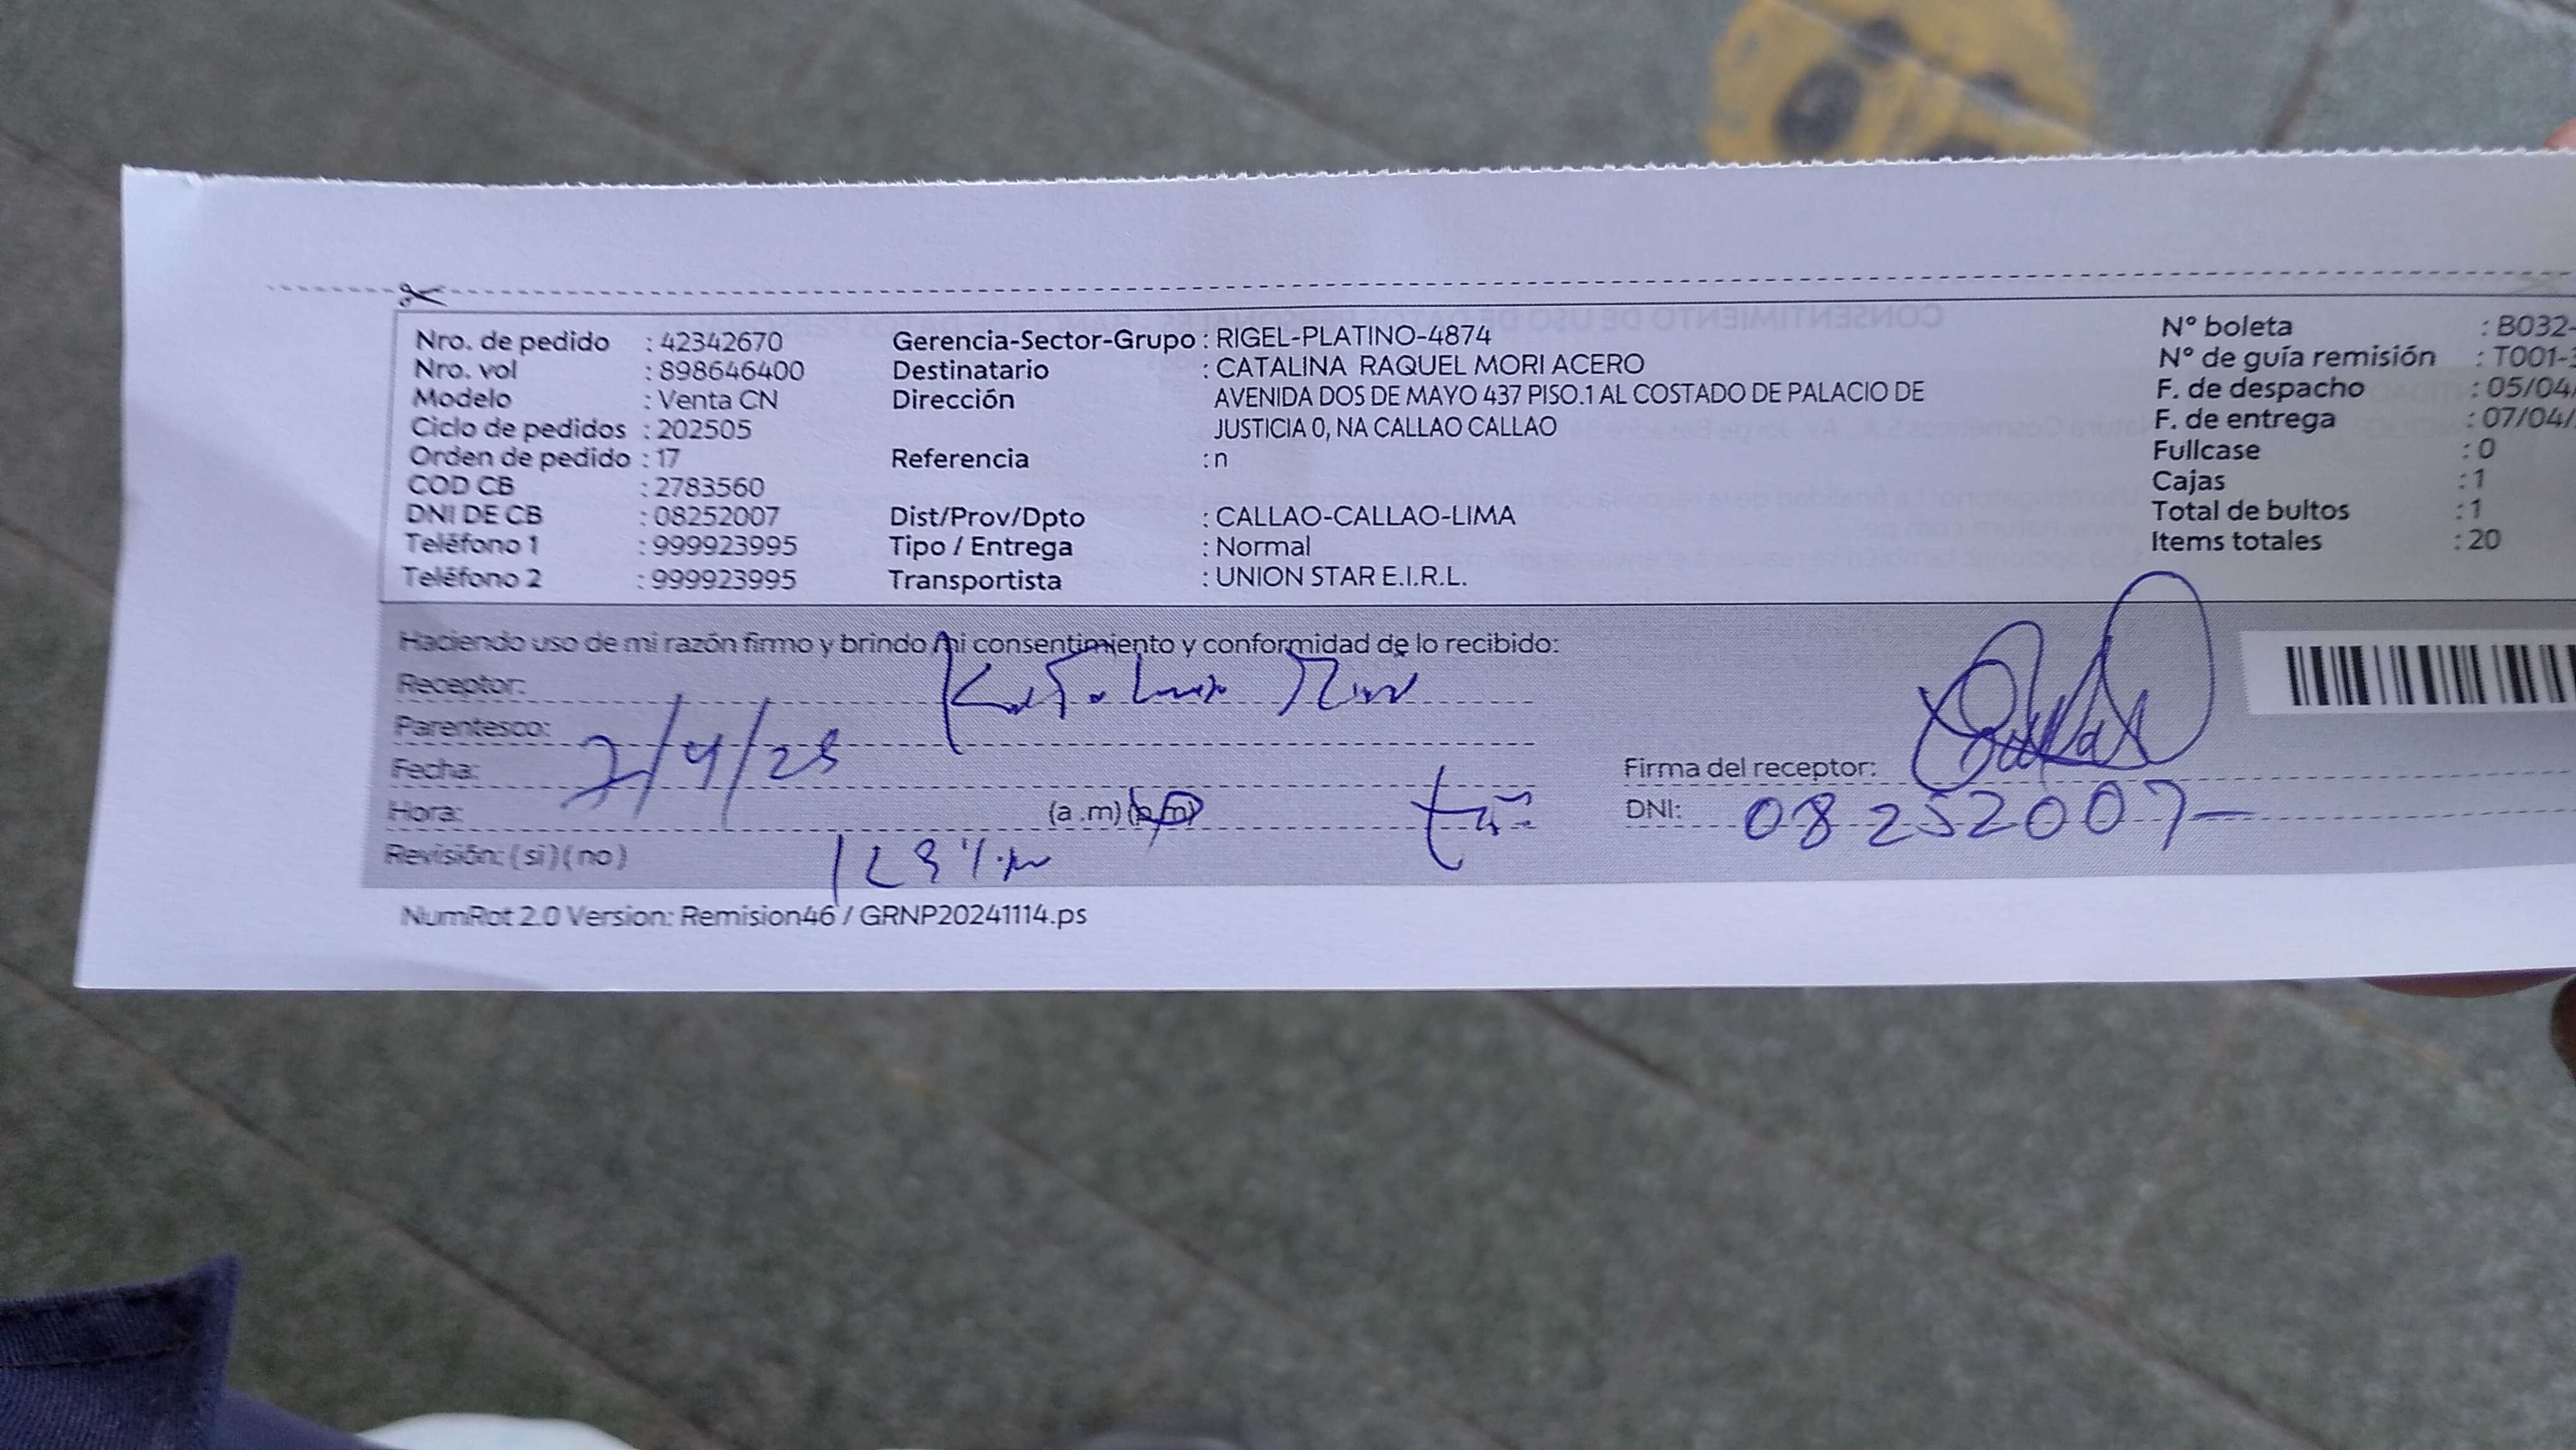 Nro. de pedido : 42342670 Gerencia-Sector-Grupo : RIGEL-PLATINO-4874 N° boleta : B032-
Nro. vol : 898646400 Destinatario : CATALINA RAQUEL MORI ACERO N° de guía remisión : T001-
Modelo : Venta CN Dirección AVENIDA DOS DE MAYO 437 PISO.1 AL COSTADO DE PALACIO DE F. de despacho : 05/04/
Ciclo de pedidos : 202505 JUSTICIA 0, NA CALLAO CALLAO F. de entrega : 07/04/
Orden de pedido : 17 Referencia : n Fullcase : 0
COD CB : 2783560 Cajas : 1
DNI DE CB : 08252007 Dist/Prov/Dpto : CALLAO-CALLAO-LIMA Total de bultos : 1
Teléfono 1 : 999923995 Tipo / Entrega : Normal Items totales : 20
Teléfono 2 : 999923995 Transportista : UNION STAR E.I.R.L.
Haciendo uso de mi razón firmo y brindo mi consentimiento y conformidad de lo recibido:
Receptor:
Parentesco:
Fecha: 7/4/25 Firma del receptor:
Hora: (a .m) (p.m) DNI: 08252007
Revisión: ( si ) ( no )
NumRot 2.0 Version: Remision46 / GRNP20241114.ps